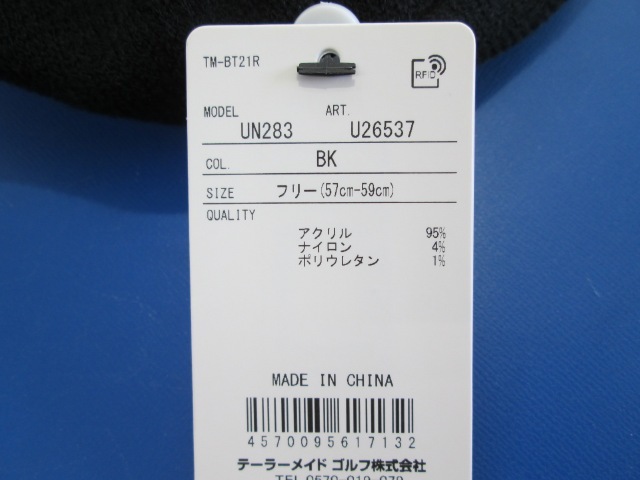 TM-BT21R
RFID
MODEL ART.
UN283 U26537
COL. BK
SIZE フリー(57cm-59cm)
QUALITY
アクリル 95%
ナイロン 4%
ポリウレタン 1%
MADE IN CHINA
4570095617132
テーラーメイド ゴルフ株式会社